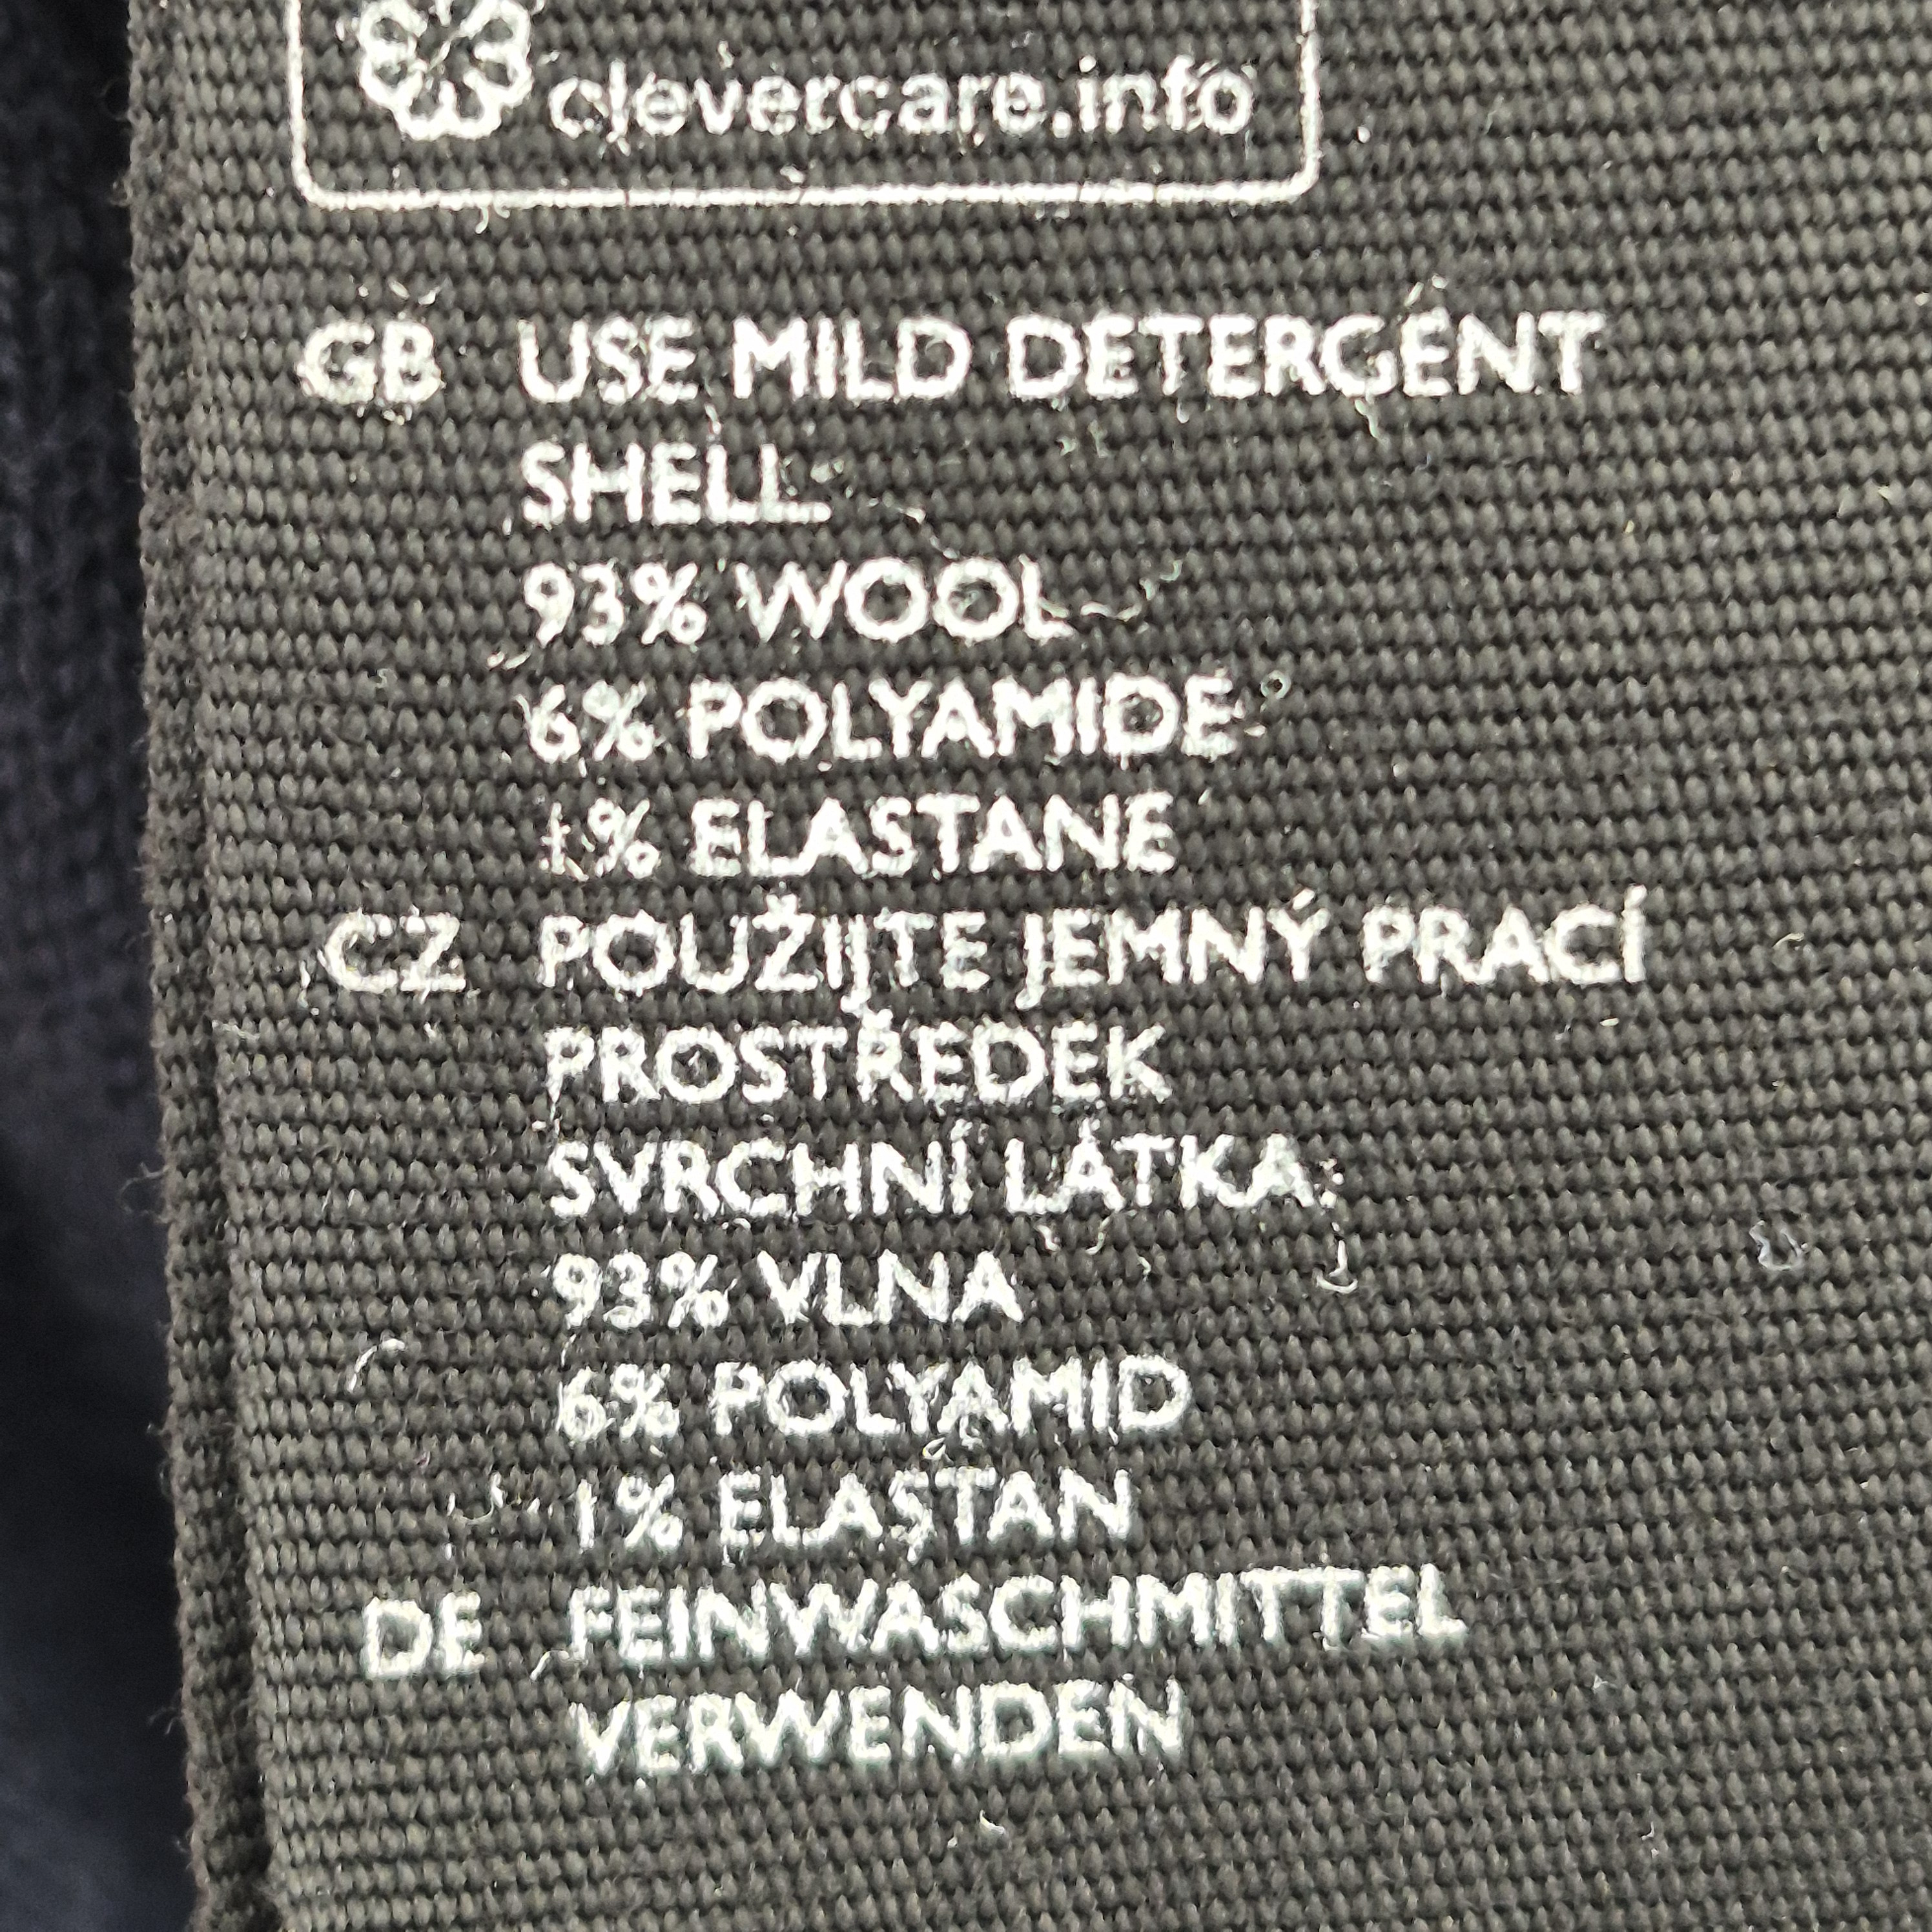 clevercare.info
GB USE MILD DETERGENT
SHELL
93% WOOL
6% POLYAMIDE
1% ELASTANE
CZ POUŽIJTE JEMNÝ PRACÍ
PROSTŘEDEK
SVRCHNÍ LÁTKA:
93% VLNA
6% POLYAMID
1% ELASTAN
DE FEINWASCHMITTEL
VERWENDEN